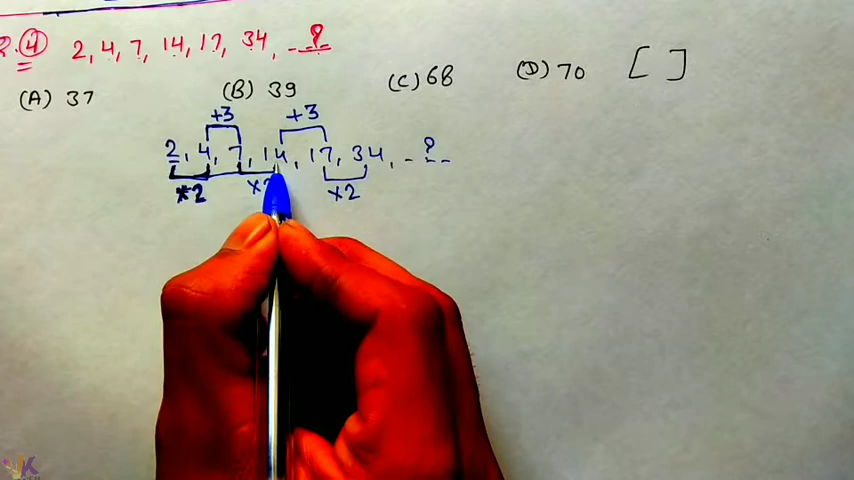 Q.④ 2, 4, 7, 14, 17, 34, - ?
(A) 37 (B) 39 (C) 68 (D) 70 [ ]
+3 +3
2, 4, 7, 14, 17, 34, - ? -
×2 ×2 ×2